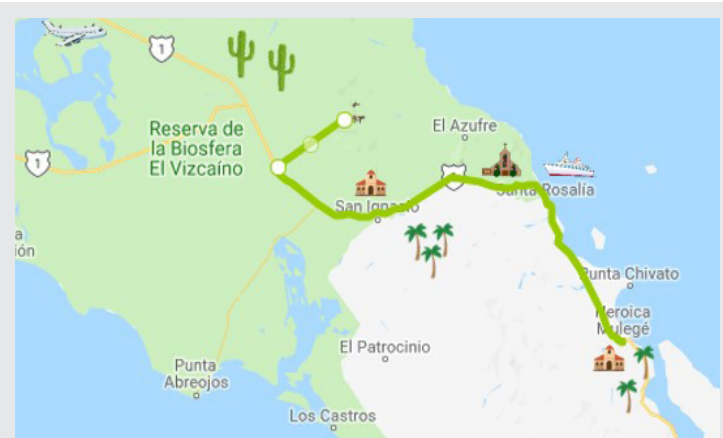 1
Reserva de
la Biosfera
El Vizcaíno
1
El Azufre
Santa Rosalía
San Ignacio
a
ión
Punta Chivato
Heroica
Mulegé
El Patrocinio
Punta
Abreojos
Los Castros